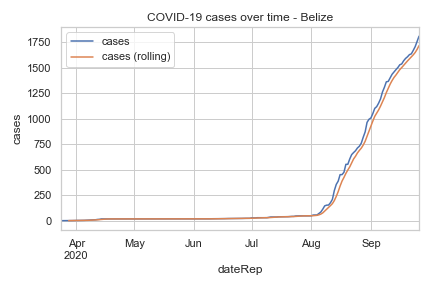 COVID-19 cases over time - Belize
cases
cases (rolling)
cases
1750
1500
1250
1000
750
500
250
0
Apr
2020
May
Jun
Jul
Aug
Sep
dateRep